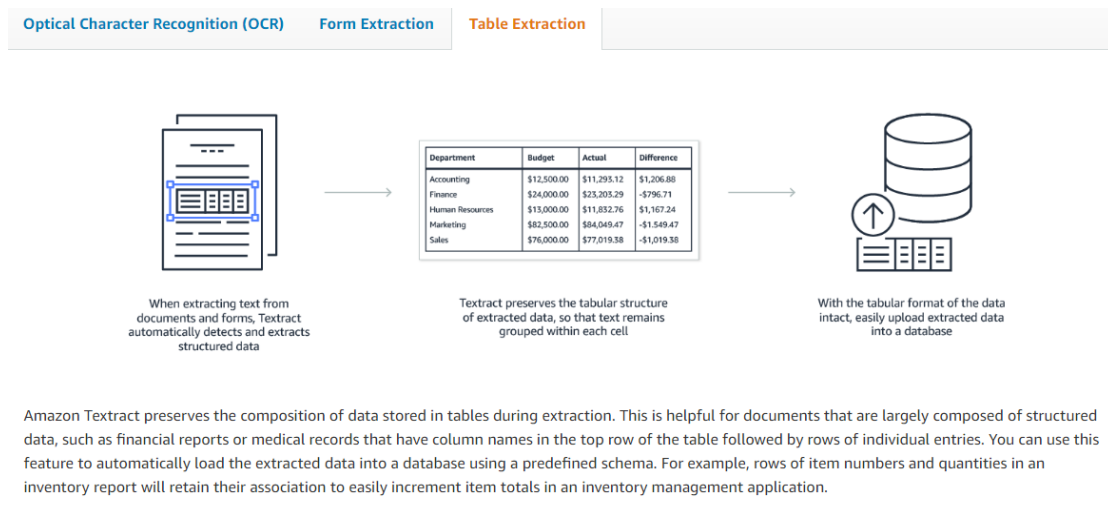 Optical Character Recognition (OCR) Form Extraction Table Extraction
Department Budget Actual Difference
Accounting $12,500.00 $11,293.12 $1,206.88
Finance $24,000.00 $23,203.29 -$796.71
Human Resources $13,000.00 $11,832.76 $1,167.24
Marketing $82,500.00 $84,049.47 -$1.549.47
Sales $76,000.00 $77,019.38 -$1,019.38
When extracting text from
documents and forms, Textract
automatically detects and extracts
structured data
Textract preserves the tabular structure
of extracted data, so that text remains
grouped within each cell
With the tabular format of the data
intact, easily upload extracted data
into a database
Amazon Textract preserves the composition of data stored in tables during extraction. This is helpful for documents that are largely composed of structured
data, such as financial reports or medical records that have column names in the top row of the table followed by rows of individual entries. You can use this
feature to automatically load the extracted data into a database using a predefined schema. For example, rows of item numbers and quantities in an
inventory report will retain their association to easily increment item totals in an inventory management application.